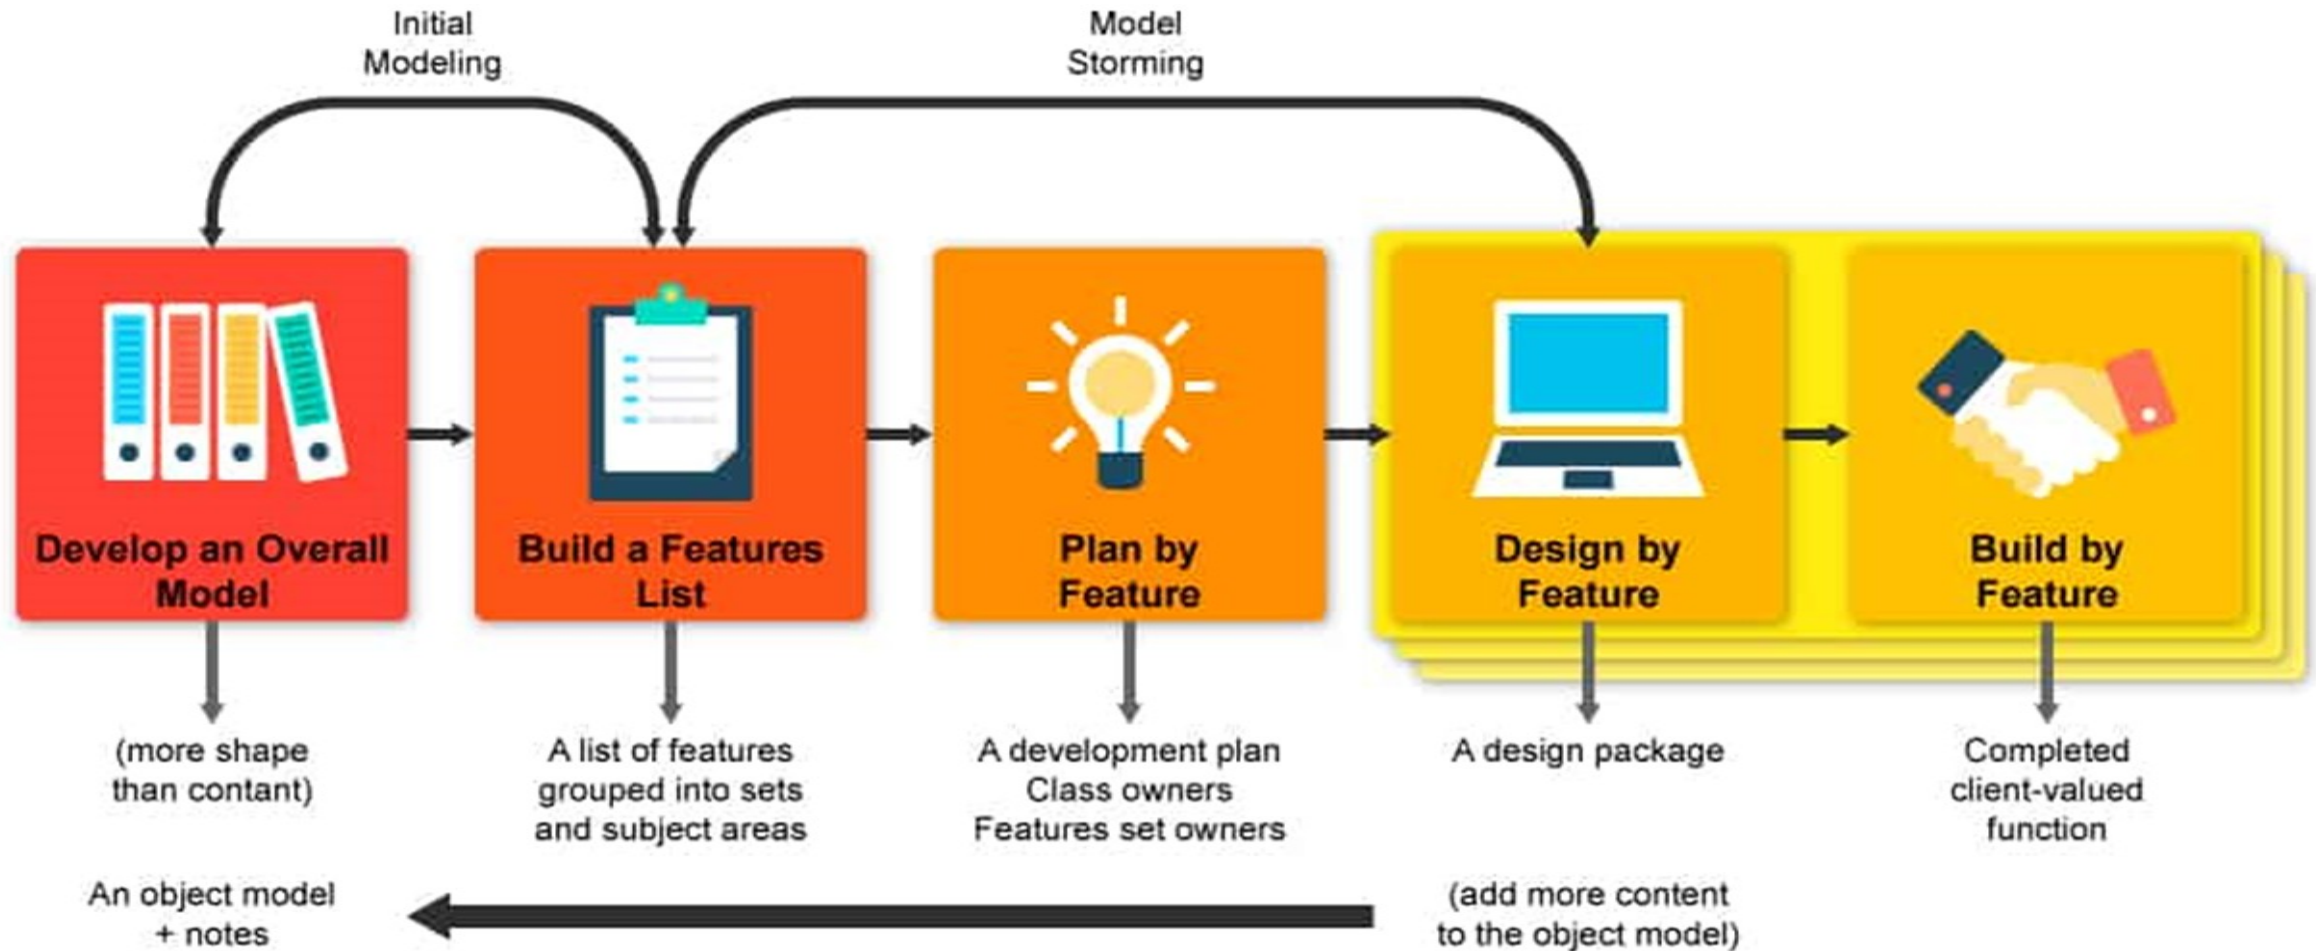 Initial
Modeling
Model
Storming
Develop an Overall
Model
Build a Features
List
Plan by
Feature
Design by
Feature
Build by
Feature
(more shape
than contant)
A list of features
grouped into sets
and subject areas
A development plan
Class owners
Features set owners
A design package
Completed
client-valued
function
An object model
+ notes
(add more content
to the object model)